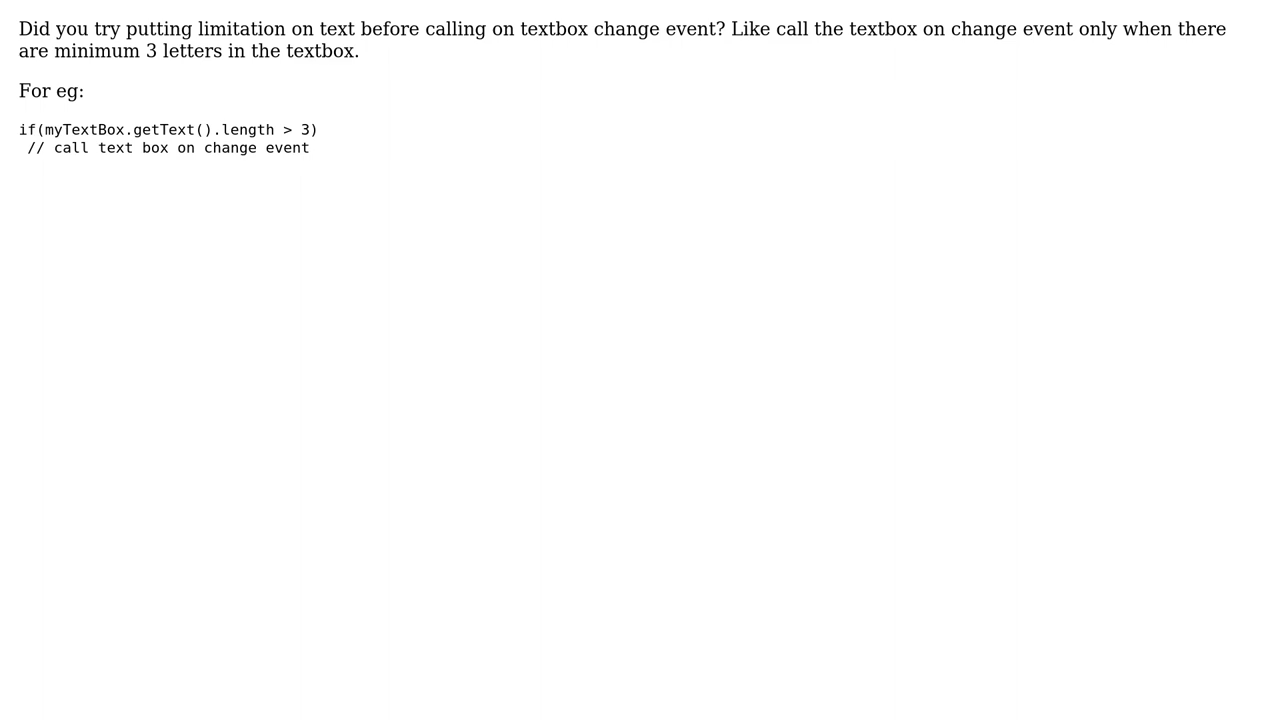 Did you try putting limitation on text before calling on textbox change event? Like call the textbox on change event only when there
are minimum 3 letters in the textbox.
For eg:
if(myTextBox.getText().length > 3)
 // call text box on change event